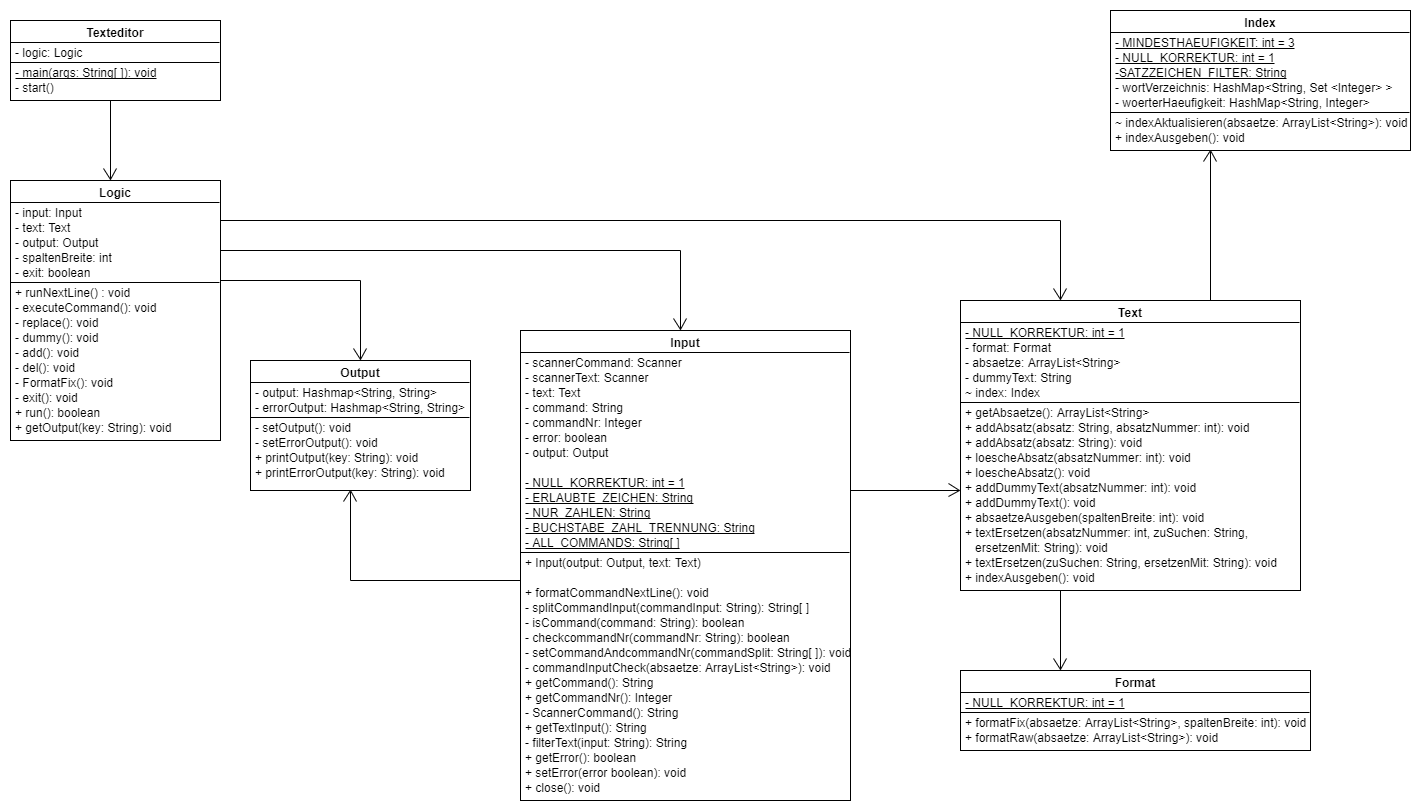 Texteditor
- logic: Logic
- main(args: String[ ]): void
- start()
Index
- MINDESTHAEUFIGKEIT: int = 3
- NULL_KORREKTUR: int = 1
-SATZZEICHEN_FILTER: String
- wortVerzeichnis: HashMap<String, Set <Integer> >
- woerterHaeufigkeit: HashMap<String, Integer>
~ indexAktualisieren(absaetze: ArrayList<String>): void
+ indexAusgeben(): void
Logic
- input: Input
- text: Text
- output: Output
- spaltenBreite: int
- exit: boolean
+ runNextLine() : void
- executeCommand(): void
- replace(): void
- dummy(): void
- add(): void
- del(): void
- FormatFix(): void
- exit(): void
+ run(): boolean
+ getOutput(key: String): void
Output
- output: Hashmap<String, String>
- errorOutput: Hashmap<String, String>
- setOutput(): void
- setErrorOutput(): void
+ printOutput(key: String): void
+ printErrorOutput(key: String): void
Input
- scannerCommand: Scanner
- scannerText: Scanner
- text: Text
- command: String
- commandNr: Integer
- error: boolean
- output: Output
- NULL_KORREKTUR: int = 1
- ERLAUBTE_ZEICHEN: String
- NUR_ZAHLEN: String
- BUCHSTABE_ZAHL_TRENNUNG: String
- ALL_COMMANDS: String[ ]
+ Input(output: Output, text: Text)
+ formatCommandNextLine(): void
- splitCommandInput(commandInput: String): String[ ]
- isCommand(command: String): boolean
- checkcommandNr(commandNr: String): boolean
- setCommandAndcommandNr(commandSplit: String[ ]): void
- commandInputCheck(absaetze: ArrayList<String>): void
+ getCommand(): String
+ getCommandNr(): Integer
- ScannerCommand(): String
+ getTextInput(): String
- filterText(input: String): String
+ getError(): boolean
+ setError(error boolean): void
+ close(): void
Text
- NULL_KORREKTUR: int = 1
- format: Format
- absaetze: ArrayList<String>
- dummyText: String
~ index: Index
+ getAbsaetze(): ArrayList<String>
+ addAbsatz(absatz: String, absatzNummer: int): void
+ addAbsatz(absatz: String): void
+ loescheAbsatz(absatzNummer: int): void
+ loescheAbsatz(): void
+ addDummyText(absatzNummer: int): void
+ addDummyText(): void
+ absaetzeAusgeben(spaltenBreite: int): void
+ textErsetzen(absatzNummer: int, zuSuchen: String,
ersetzenMit: String): void
+ textErsetzen(zuSuchen: String, ersetzenMit: String): void
+ indexAusgeben(): void
Format
- NULL_KORREKTUR: int = 1
+ formatFix(absaetze: ArrayList<String>, spaltenBreite: int): void
+ formatRaw(absaetze: ArrayList<String>): void